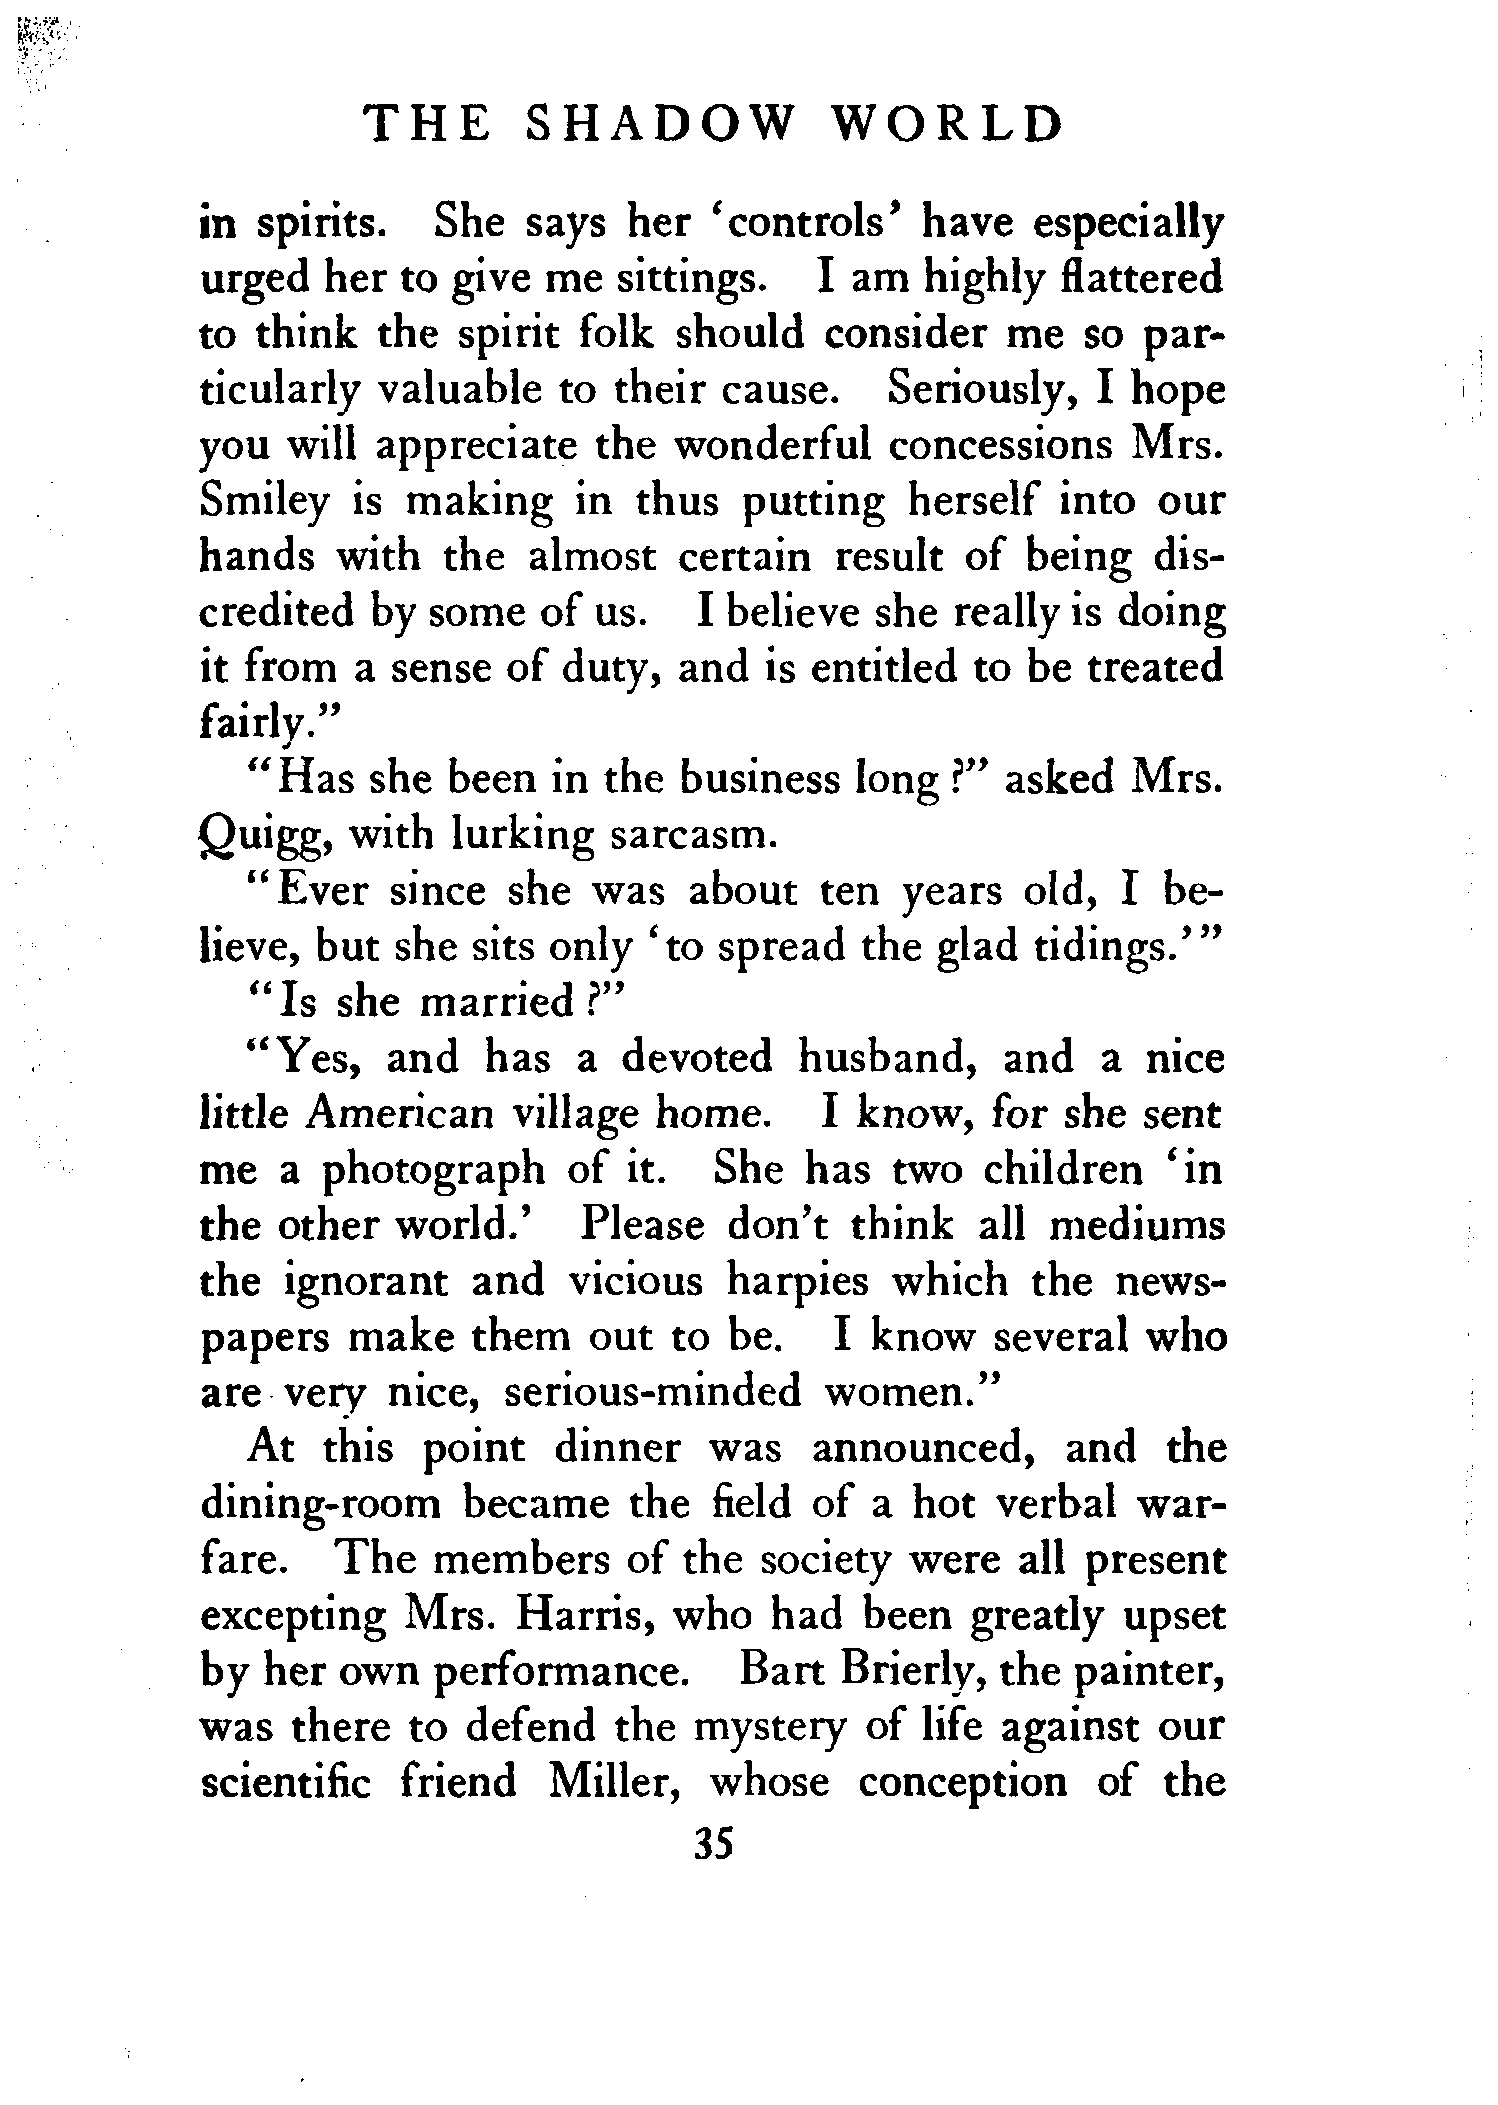 THE SHADOW WORLD
in spirits. She says her ‘controls’ have especially
urged her to give me sittings. I am highly flattered
to think the spirit folk should consider me so par-
ticularly valuable to their cause. Seriously, I hope
you will appreciate the wonderful concessions Mrs.
Smiley is making in thus putting herself into our
hands with the almost certain result of being dis-
credited by some of us. I believe she really is doing
it from a sense of duty, and is entitled to be treated
fairly.”
“Has she been in the business long?” asked Mrs.
Quigg, with lurking sarcasm.
“Ever since she was about ten years old, I be-
lieve, but she sits only ‘to spread the glad tidings.’”
“Is she married?”
“Yes, and has a devoted husband, and a nice
little American village home. I know, for she sent
me a photograph of it. She has two children ‘in
the other world.’ Please don’t think all mediums
the ignorant and vicious harpies which the news-
papers make them out to be. I know several who
are very nice, serious-minded women.”
At this point dinner was announced, and the
dining-room became the field of a hot verbal war-
fare. The members of the society were all present
excepting Mrs. Harris, who had been greatly upset
by her own performance. Bart Brierly, the painter,
was there to defend the mystery of life against our
scientific friend Miller, whose conception of the
35